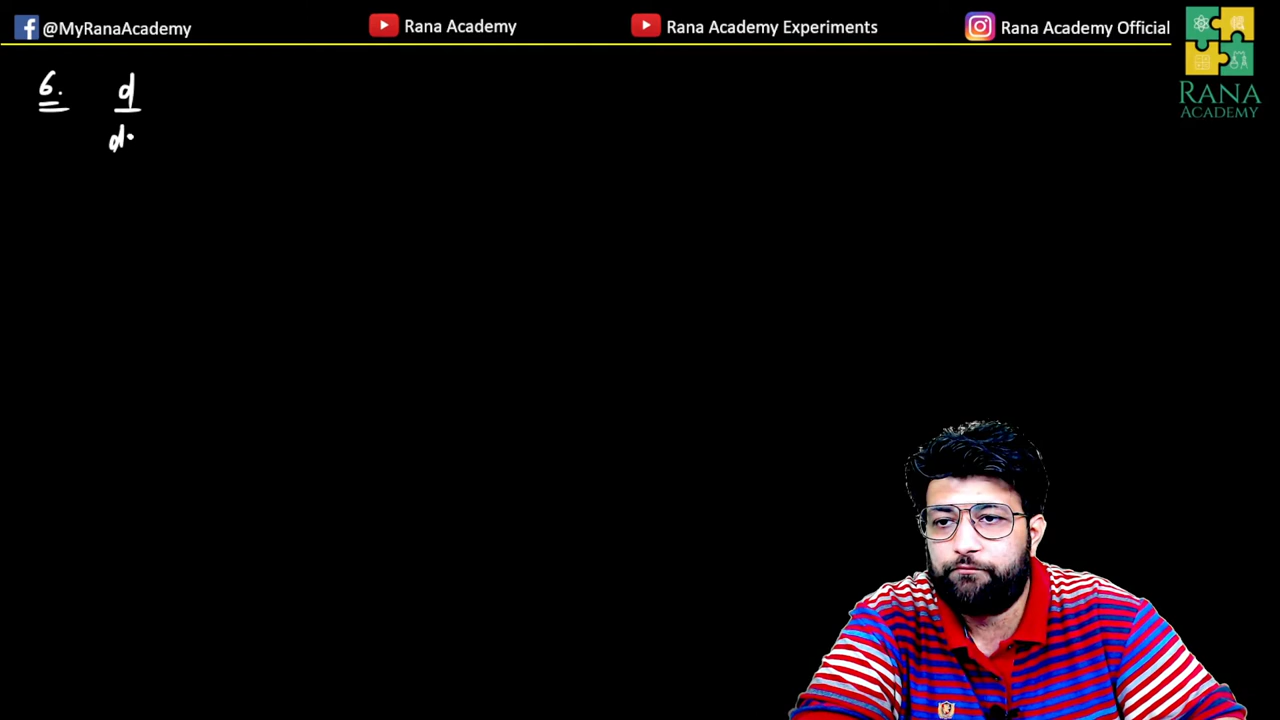 @MyRanaAcademy
Rana Academy
Rana Academy Experiments
Rana Academy Official
RANA
ACADEMY
6. d
d